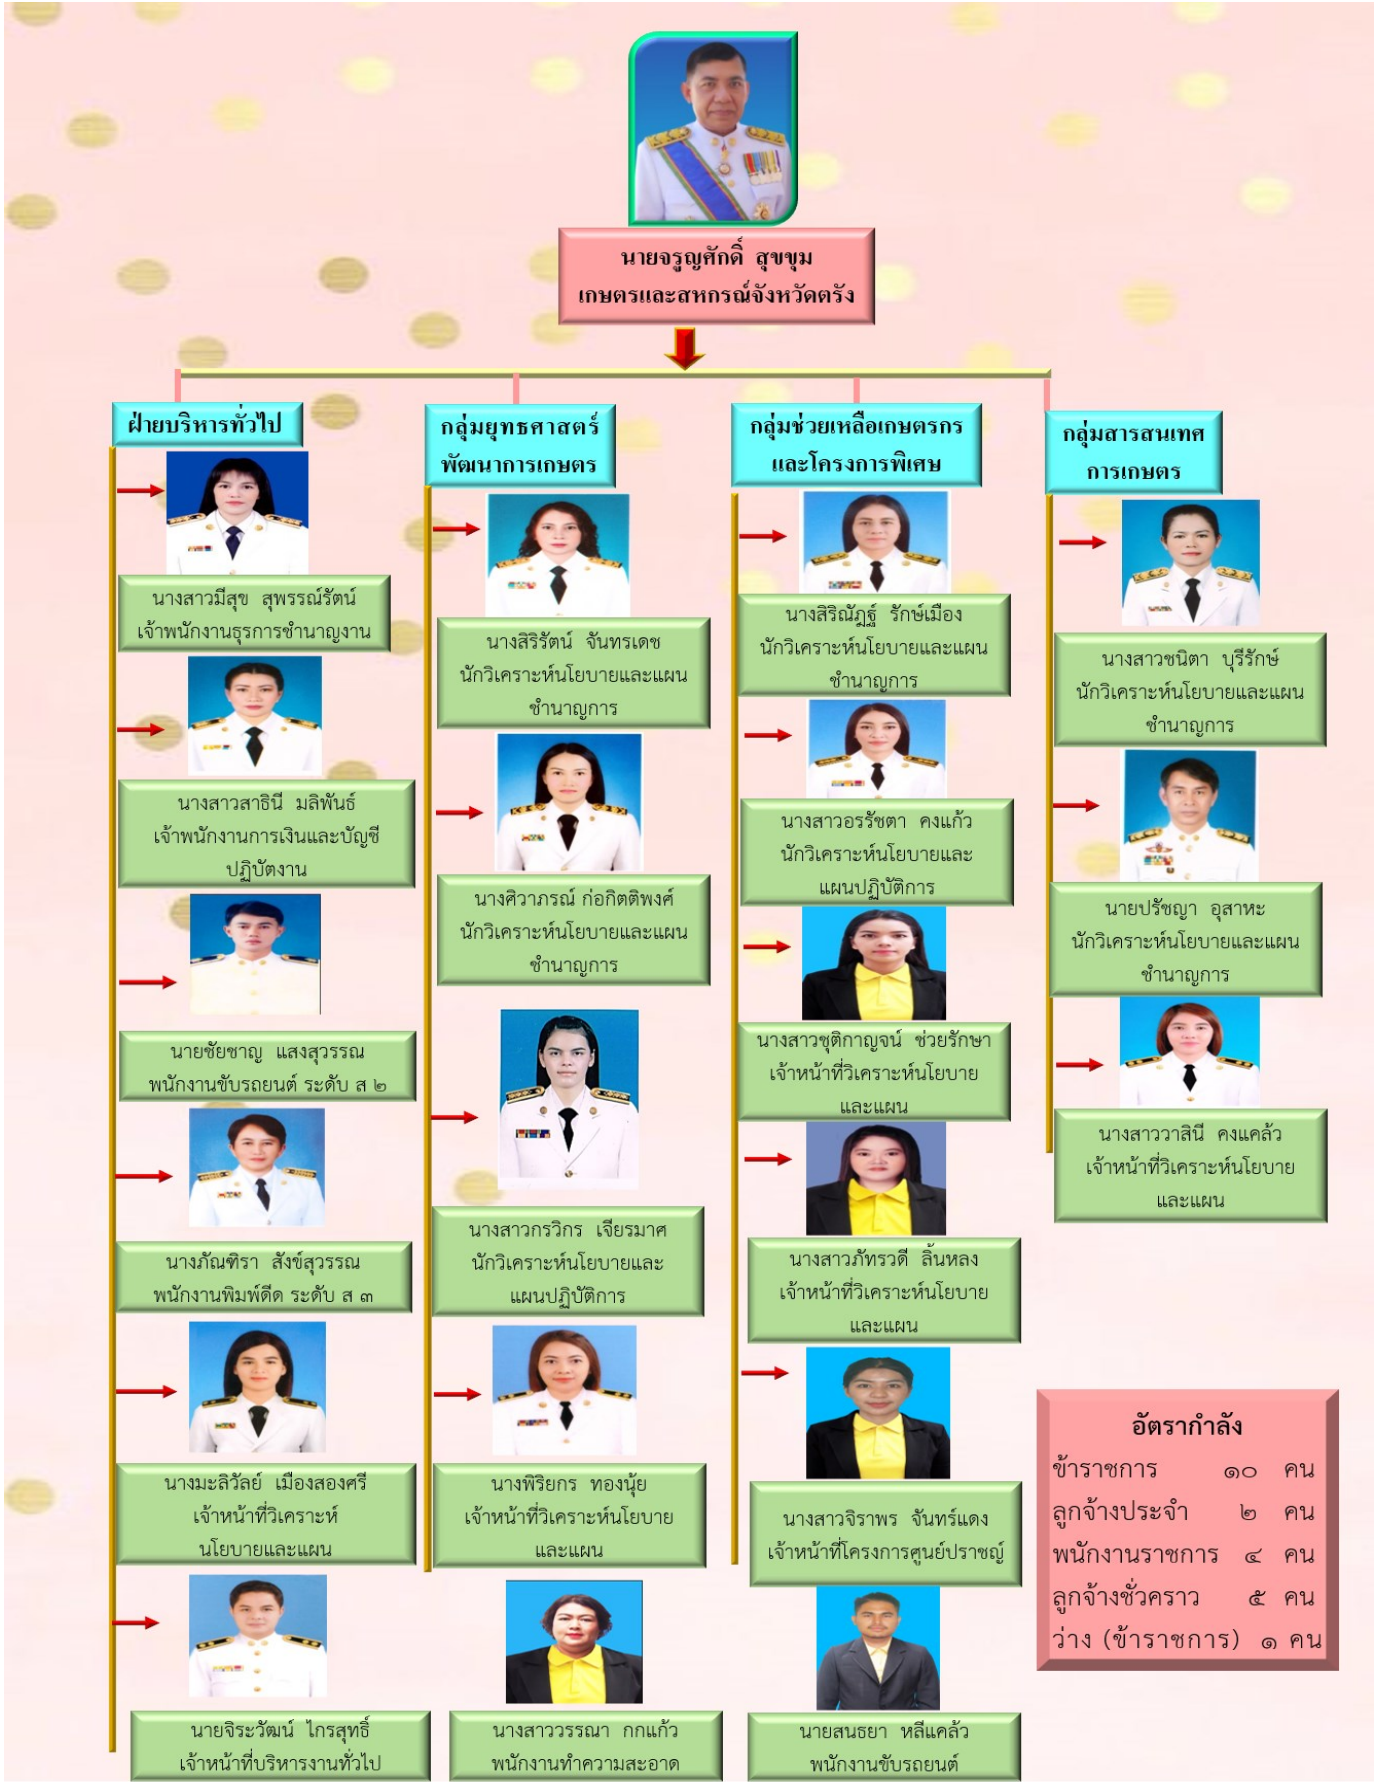 นายจรูญศักดิ์ สุขขุม
เกษตรและสหกรณ์จังหวัดตรัง
ฝ่ายบริหารทั่วไป
นางสาวมีสุข สุพรรณ์รัตน์
เจ้าพนักงานธุรการชำนาญงาน
นางสาวสาธินี มลิพันธ์
เจ้าพนักงานการเงินและบัญชี
ปฏิบัตงาน
นายชัยชาญ แสงสุวรรณ
พนักงานขับรถยนต์ ระดับ ส ๒
นางภัณฑิรา สังข์สุวรรณ
พนักงานพิมพ์ดีด ระดับ ส ๓
นางมะลิวัลย์ เมืองสองศรี
เจ้าหน้าที่วิเคราะห์
นโยบายและแผน
นายจิระวัฒน์ ไกรสุทธิ์
เจ้าหน้าที่บริหารงานทั่วไป
กลุ่มยุทธศาสตร์
พัฒนาการเกษตร
นางสิริรัตน์ จันทรเดช
นักวิเคราะห์นโยบายและแผน
ชำนาญการ
นางศิวาภรณ์ ก่อกิตติพงศ์
นักวิเคราะห์นโยบายและแผน
ชำนาญการ
นางสาวกรวิกร เจียรมาศ
นักวิเคราะห์นโยบายและ
แผนปฏิบัติการ
นางพิริยกร ทองนุ้ย
เจ้าหน้าที่วิเคราะห์นโยบาย
และแผน
นางสาววรรณา กกแก้ว
พนักงานทำความสะอาด
กลุ่มช่วยเหลือเกษตรกร
และโครงการพิเศษ
นางสิริณัฎฐ์ รักษ์เมือง
นักวิเคราะห์นโยบายและแผน
ชำนาญการ
นางสาวอรรัชตา คงแก้ว
นักวิเคราะห์นโยบายและ
แผนปฏิบัติการ
นางสาวชุติกาญจน์ ช่วยรักษา
เจ้าหน้าที่วิเคราะห์นโยบาย
และแผน
นางสาวภัทรวดี ลิ้นหลง
เจ้าหน้าที่วิเคราะห์นโยบาย
และแผน
นางสาวจิราพร จันทร์แดง
เจ้าหน้าที่โครงการศูนย์ปราชญ์
นายสนธยา หลีแคล้ว
พนักงานขับรถยนต์
กลุ่มสารสนเทศ
การเกษตร
นางสาวชนิตา บุรีรักษ์
นักวิเคราะห์นโยบายและแผน
ชำนาญการ
นายปรัชญา อุสาหะ
นักวิเคราะห์นโยบายและแผน
ชำนาญการ
นางสาววาสินี คงแคล้ว
เจ้าหน้าที่วิเคราะห์นโยบาย
และแผน
อัตรากำลัง
ข้าราชการ ๑๐ คน
ลูกจ้างประจำ ๒ คน
พนักงานราชการ ๔ คน
ลูกจ้างชั่วคราว ๕ คน
ว่าง (ข้าราชการ) ๑ คน